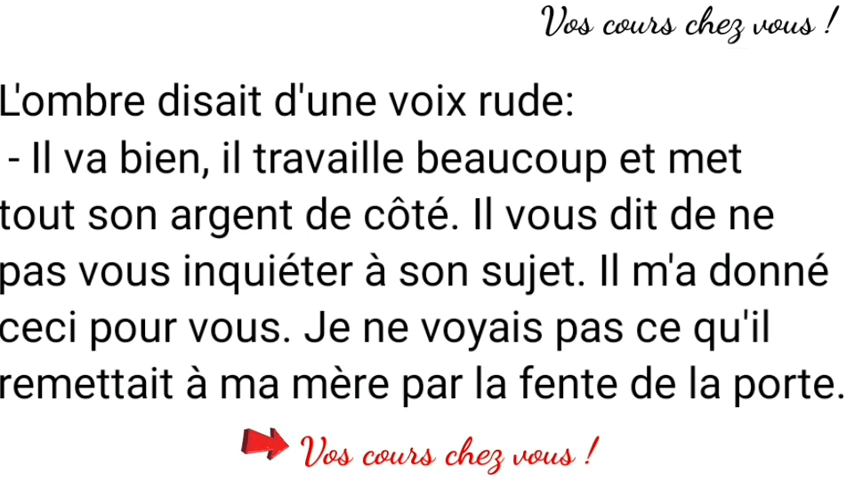 Vos cours chez vous !
L'ombre disait d'une voix rude:
- Il va bien, il travaille beaucoup et met
tout son argent de côté. Il vous dit de ne
pas vous inquiéter à son sujet. Il m'a donné
ceci pour vous. Je ne voyais pas ce qu'il
remettait à ma mère par la fente de la porte.
Vos cours chez vous !